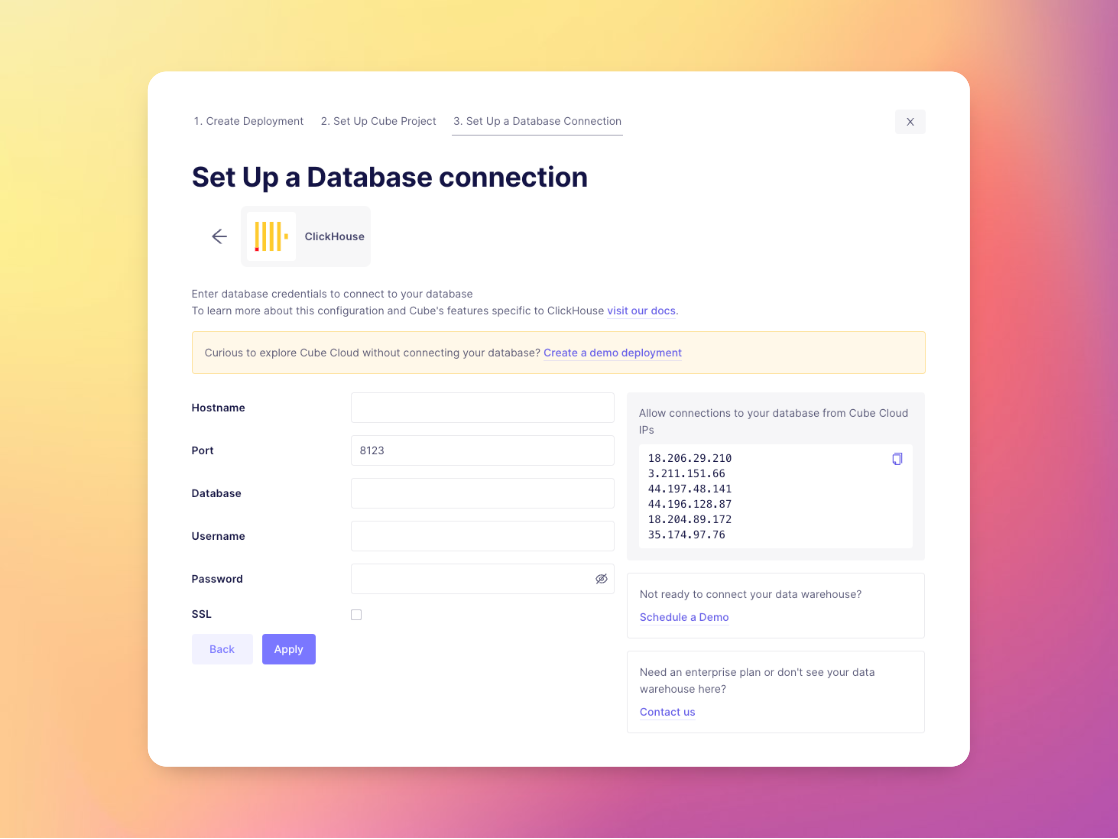 1. Create Deployment 2. Set Up Cube Project 3. Set Up a Database Connection X
Set Up a Database connection
ClickHouse
Enter database credentials to connect to your database
To learn more about this configuration and Cube's features specific to ClickHouse visit our docs.
Curious to explore Cube Cloud without connecting your database? Create a demo deployment
Hostname
Port 8123
Database
Username
Password
SSL
Back Apply
Allow connections to your database from Cube Cloud
IPs
18.206.29.210
3.211.151.66
44.197.48.141
44.196.128.87
18.204.89.172
35.174.97.76
Not ready to connect your data warehouse?
Schedule a Demo
Need an enterprise plan or don't see your data
warehouse here?
Contact us